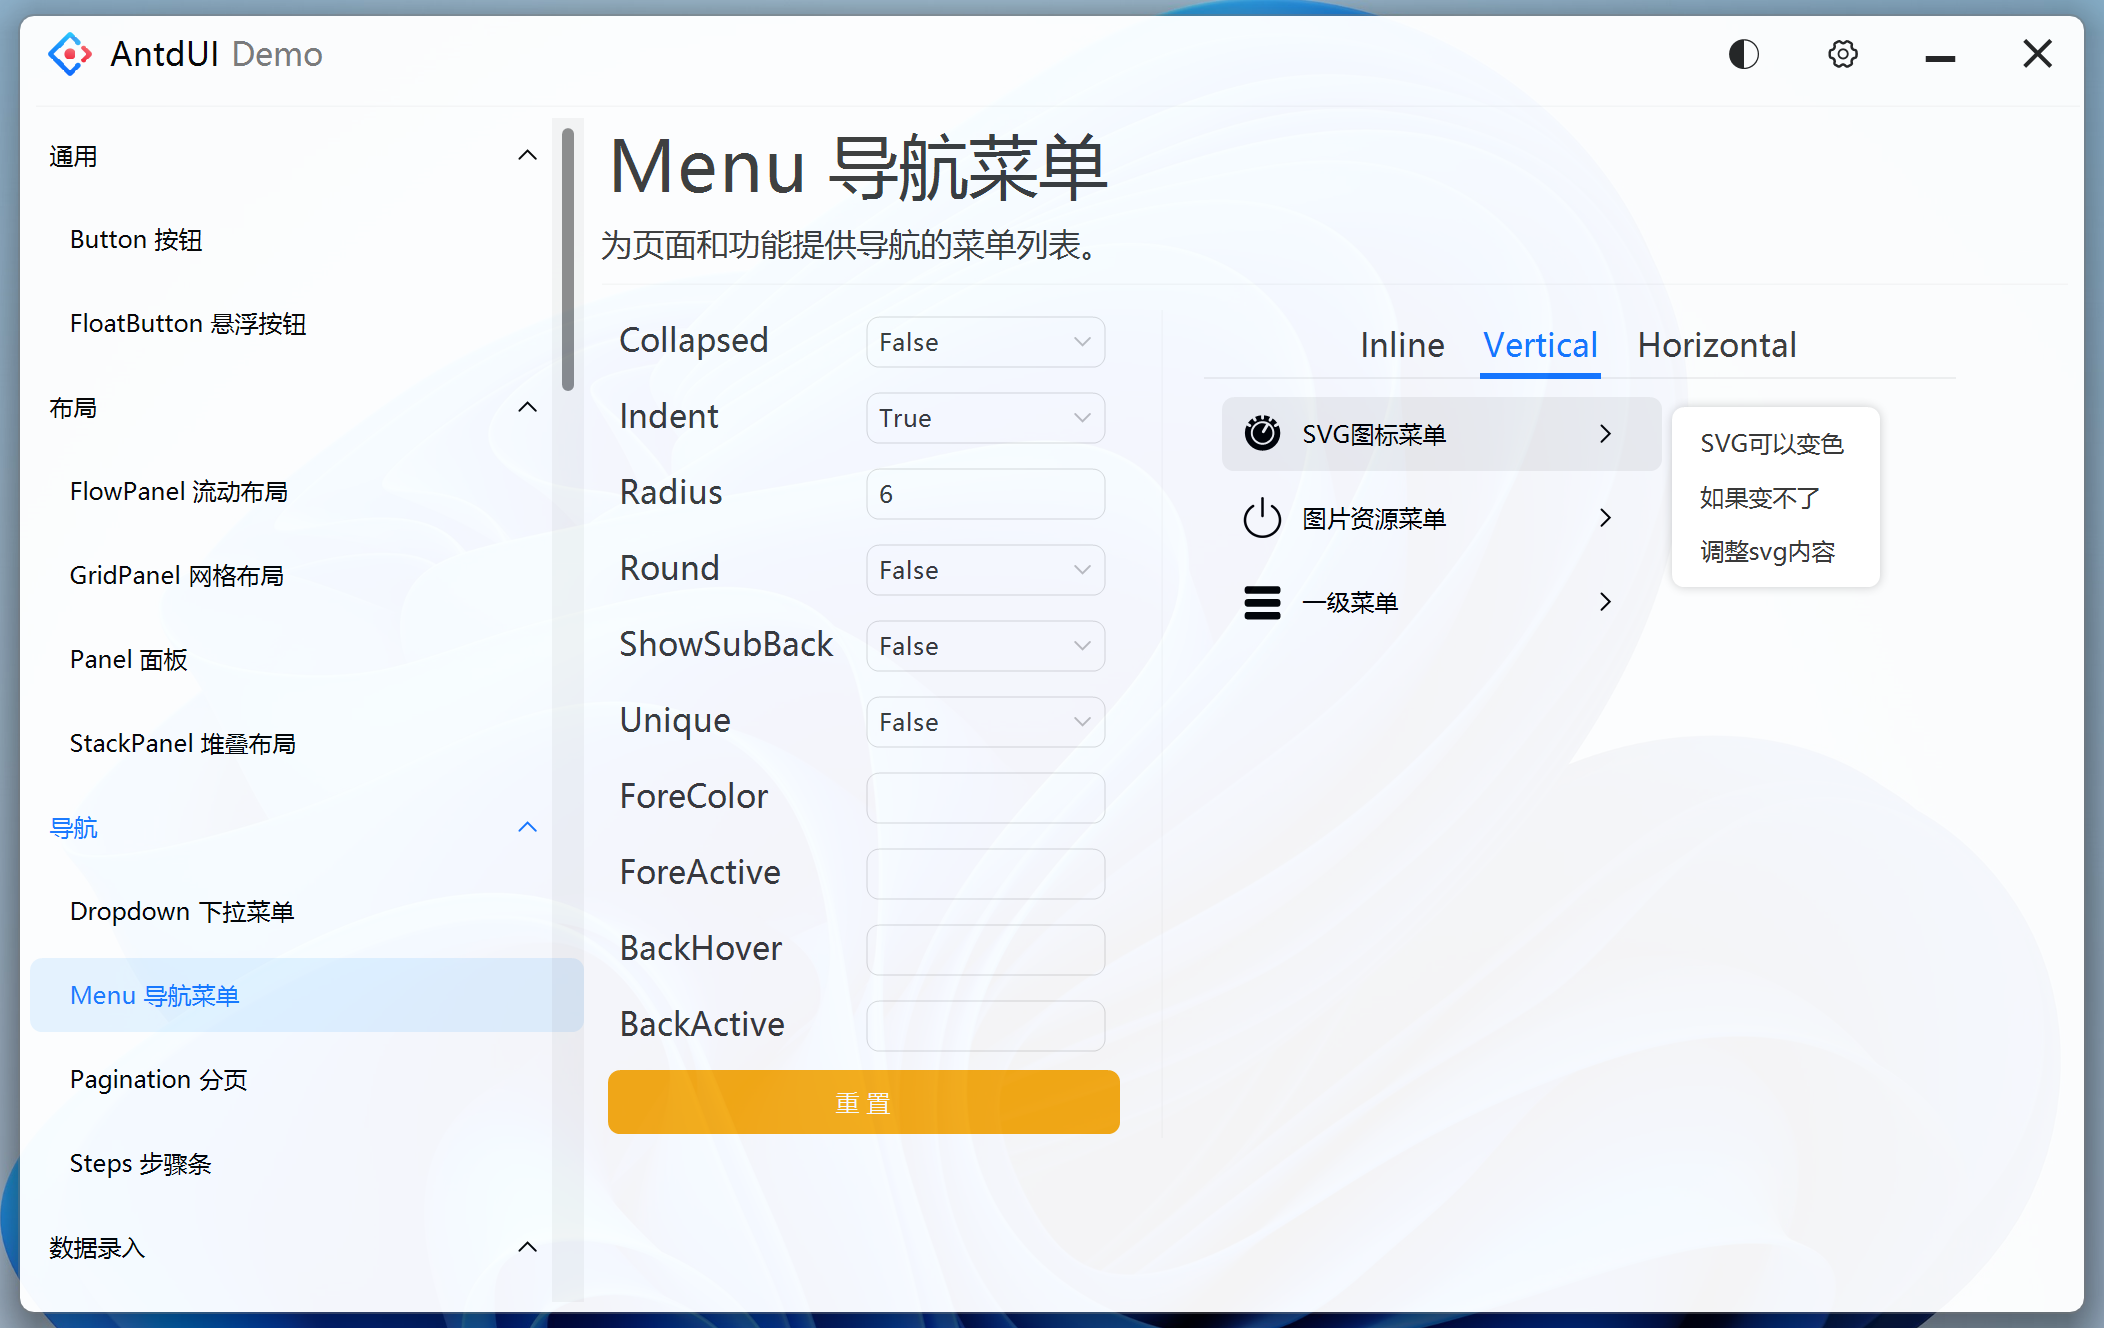 AntdUI Demo
通用
Button 按钮
FloatButton 悬浮按钮
布局
FlowPanel 流动布局
GridPanel 网格布局
Panel 面板
StackPanel 堆叠布局
导航
Dropdown 下拉菜单
Menu 导航菜单
Pagination 分页
Steps 步骤条
数据录入
Menu 导航菜单
为页面和功能提供导航的菜单列表。
Collapsed False
Indent True
Radius 6
Round False
ShowSubBack False
Unique False
ForeColor
ForeActive
BackHover
BackActive
重置
Inline Vertical Horizontal
SVG图标菜单
图片资源菜单
一级菜单
SVG可以变色
如果变不了
调整svg内容